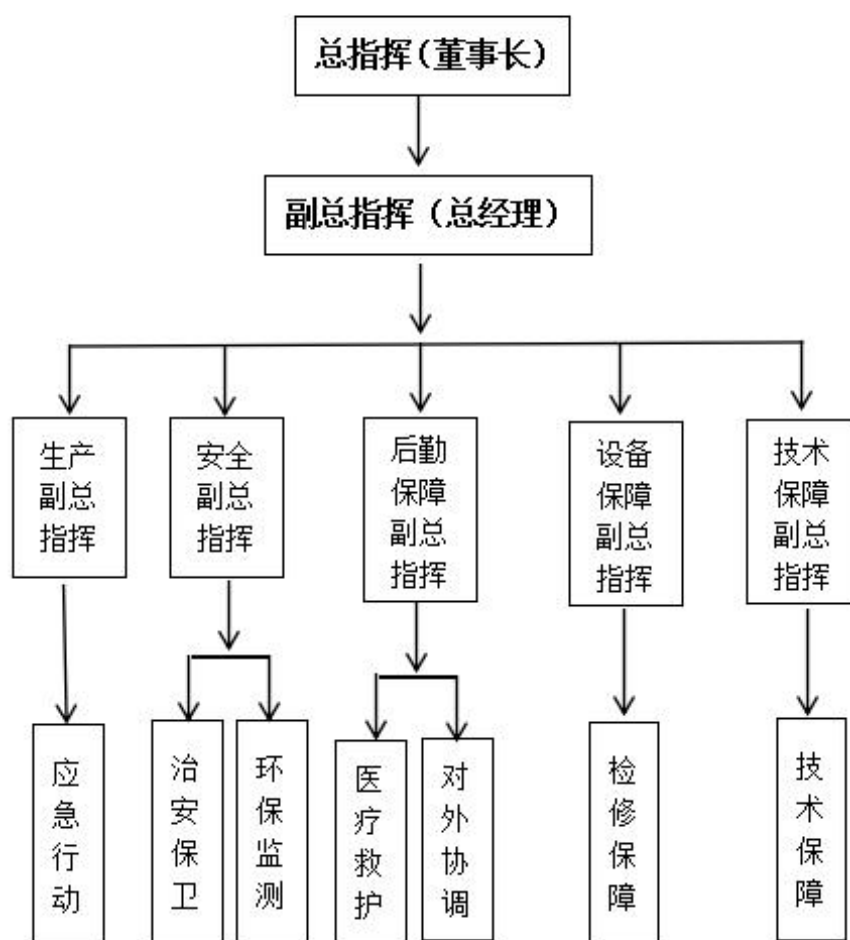 总指挥（董事长）
副总指挥（总经理）
生产
副总
指挥
安全
副总
指挥
后勤
保障
副总
指挥
设备
保障
副总
指挥
技术
保障
副总
指挥
应急行动
治安保卫
环保监测
医疗救护
对外协调
检修保障
技术保障